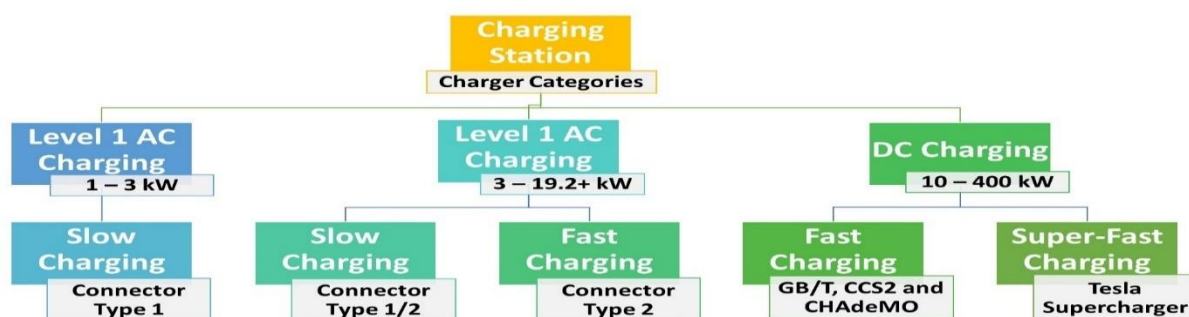 Charging
Station
Charger Categories
Level 1 AC
Charging
1 – 3 kW
Level 1 AC
Charging
3 – 19.2+ kW
DC Charging
10 – 400 kW
Slow
Charging
Connector
Type 1
Slow
Charging
Connector
Type 1/2
Fast
Charging
Connector
Type 2
Fast
Charging
GB/T, CCS2 and
CHAdeMO
Super-Fast
Charging
Tesla
Supercharger